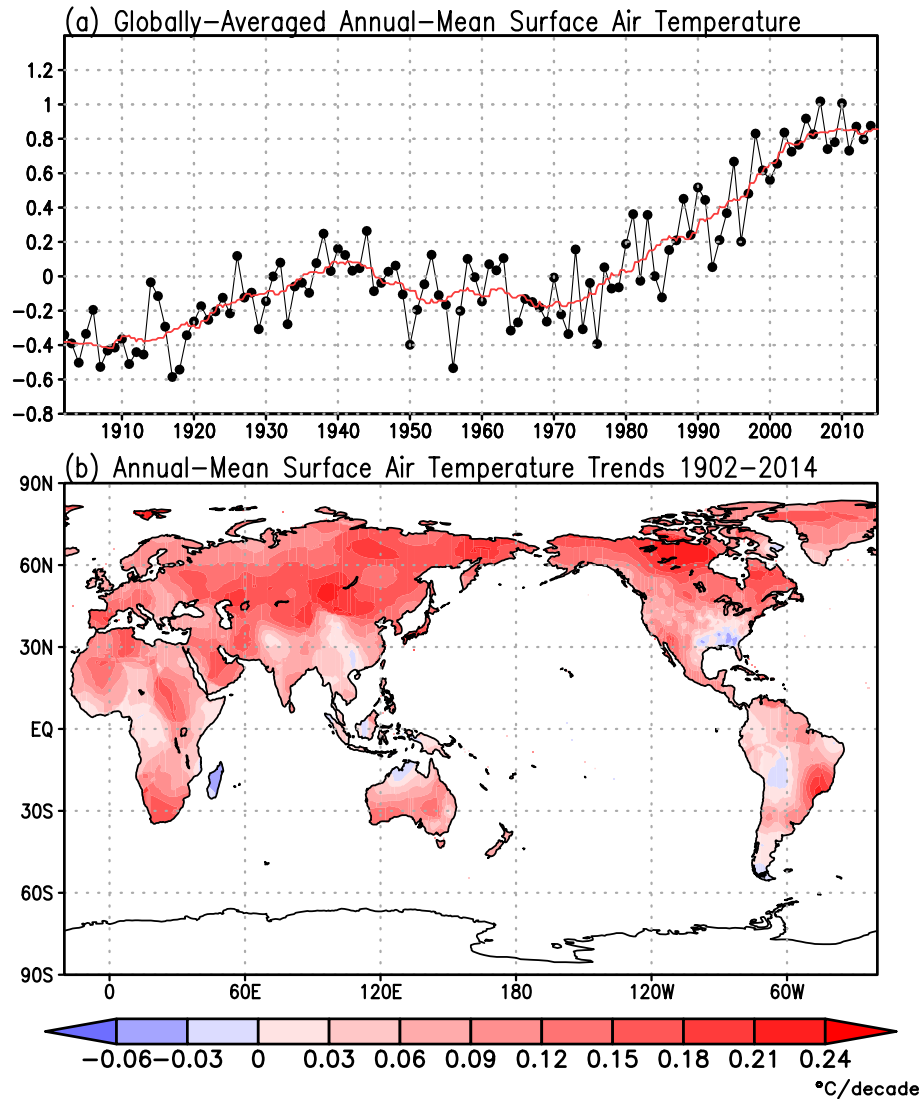 (a) Globally-Averaged Annual-Mean Surface Air Temperature
1.2
1
0.8
0.6
0.4
0.2
0
-0.2
-0.4
-0.6
-0.8
1910 1920 1930 1940 1950 1960 1970 1980 1990 2000 2010
(b) Annual-Mean Surface Air Temperature Trends 1902-2014
90N
60N
30N
EQ
30S
60S
90S
0 60E 120E 180 120W 60W
-0.06 -0.03 0 0.03 0.06 0.09 0.12 0.15 0.18 0.21 0.24
°C/decade